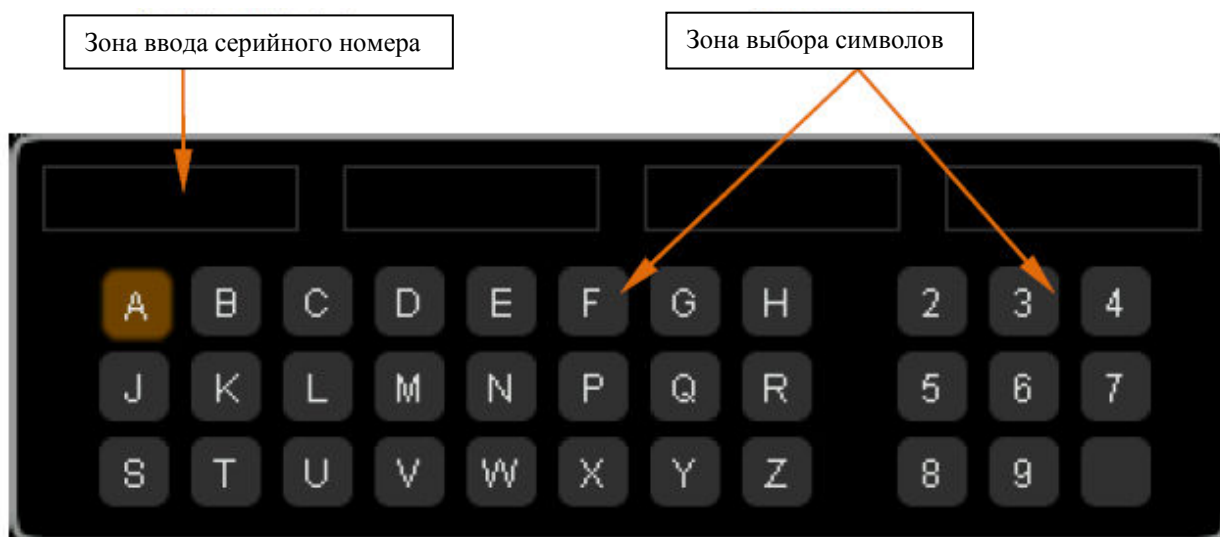 Зона ввода серийного номера
Зона выбора символов
A B C D E F G H 2 3 4
J K L M N P Q R 5 6 7
S T U V W X Y Z 8 9